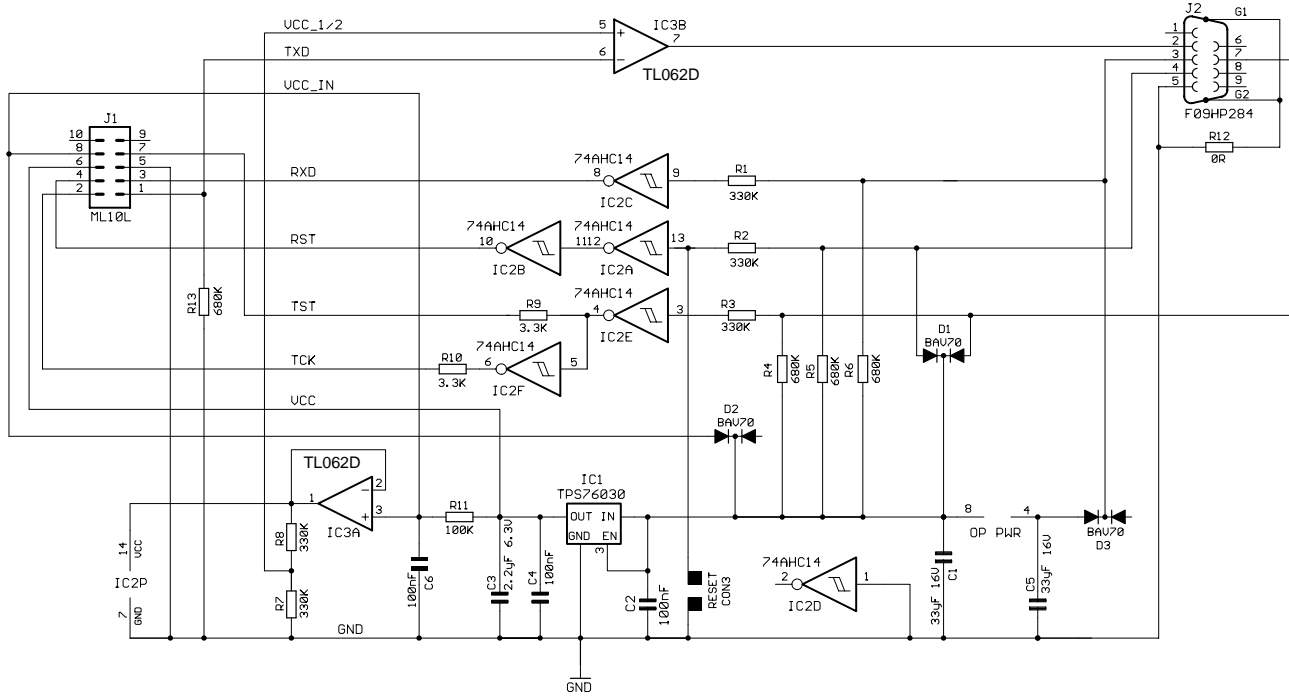 VCC_1/2 5 + IC3B 7
TXD 6 - TL062D
VCC_IN
J2 G1
1
2 6
3 7
4 8
5 9
G2
F09HP284
R12
0R
J1
10 9
8 7
6 5
4 3
2 1
ML10L
RXD
74AHC14
8 9
IC2C
R1
330K
RST
74AHC14
10 11
IC2B
74AHC14
12 13
IC2A
R2
330K
R13
680K
TST
R9
3.3K
74AHC14
4 3
IC2E
R3
330K
TCK
R10
3.3K
74AHC14
6 5
IC2F
VCC
R4
680K
R5
680K
R6
680K
D1
BAV70
D2
BAV70
TL062D
1 - 2
+ 3
IC3A
R11
100K
IC1
TPS76030
OUT IN
GND EN
3
8 OP PWR 4
BAV70
D3
14 VCC
IC2P
7 GND
R8
330K
R7
330K
100nF
C6
C3
2.2µF 6.3V
C4
100nF
C2
100nF
RESET
CON3
74AHC14
2 1
IC2D
33µF 16V
C1
C5
33µF 16V
GND
GND